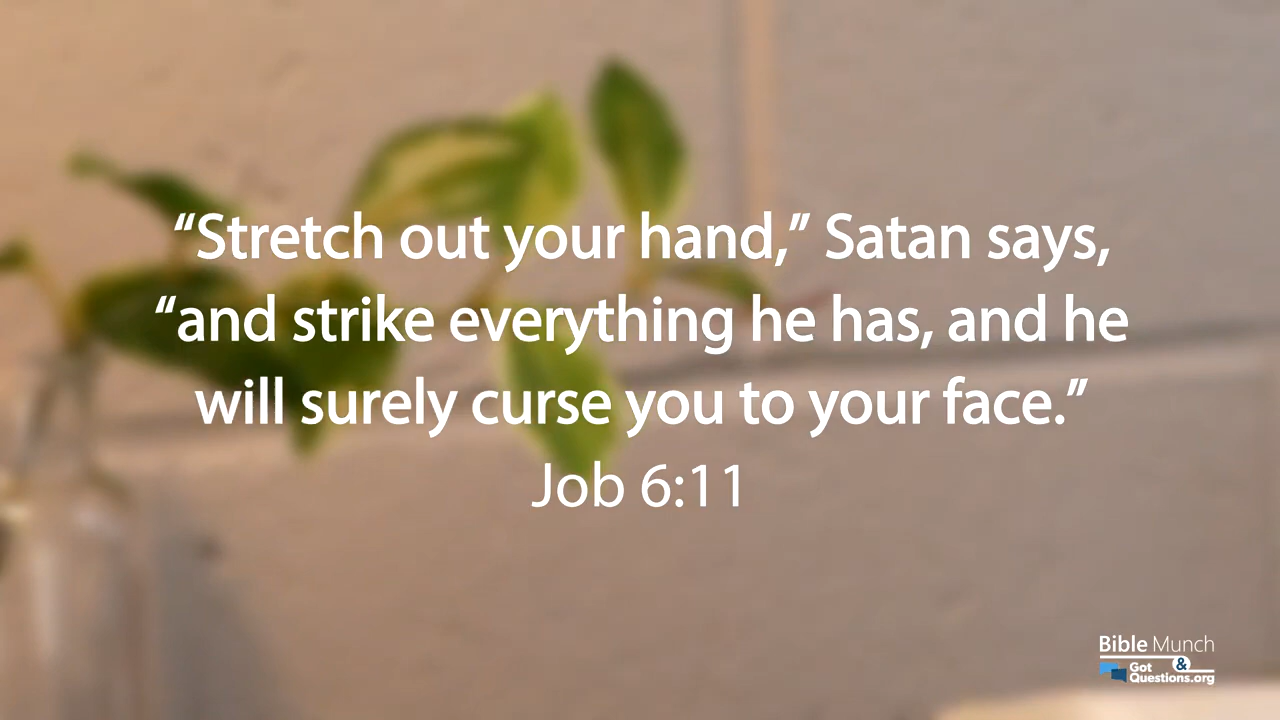 “Stretch out your hand,” Satan says,
“and strike everything he has, and he
will surely curse you to your face.”
Job 6:11
Bible Munch
&
Got
Questions.org